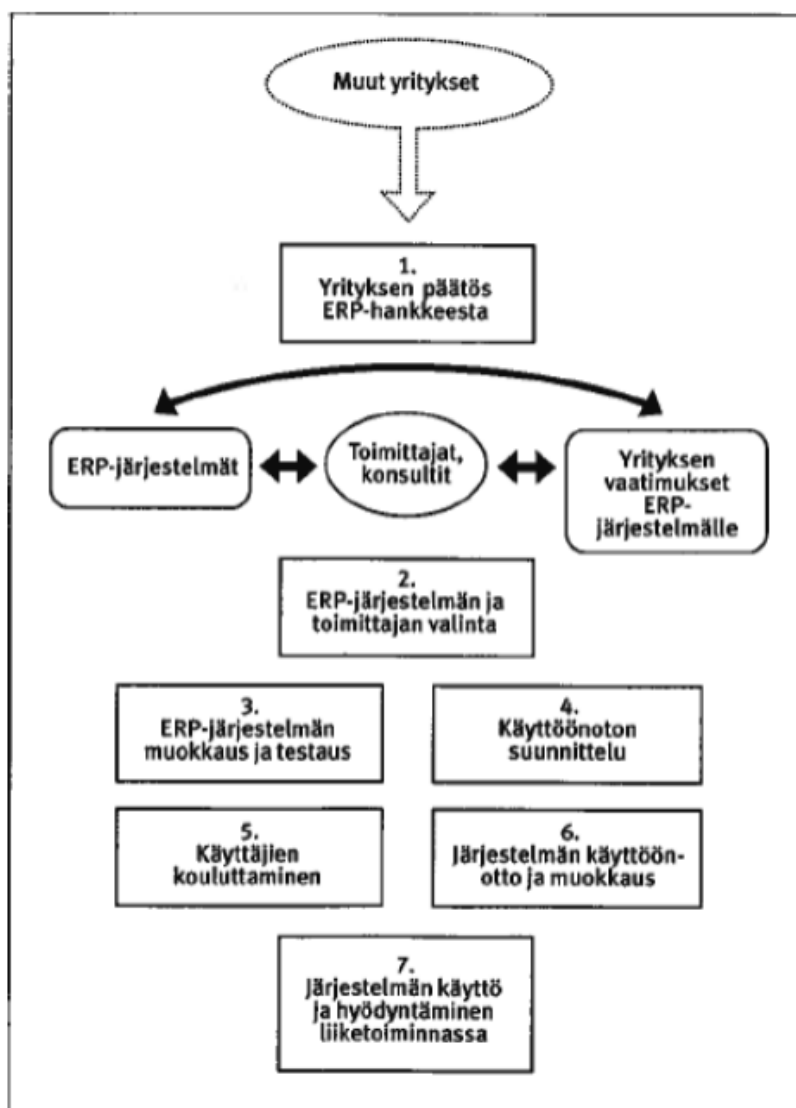 Muut yritykset
1.
Yrityksen päätös
ERP-hankkeesta
ERP-järjestelmät
Toimittajat,
konsultit
Yrityksen
vaatimukset
ERP-
järjestelmälle
2.
ERP-järjestelmän ja
toimittajan valinta
3.
ERP-järjestelmän
muokkaus ja testaus
4.
Käyttöönoton
suunnittelu
5.
Käyttäjien
kouluttaminen
6.
Järjestelmän käyttöön-
otto ja muokkaus
7.
Järjestelmän käyttö
ja hyödyntäminen
liiketoiminnassa